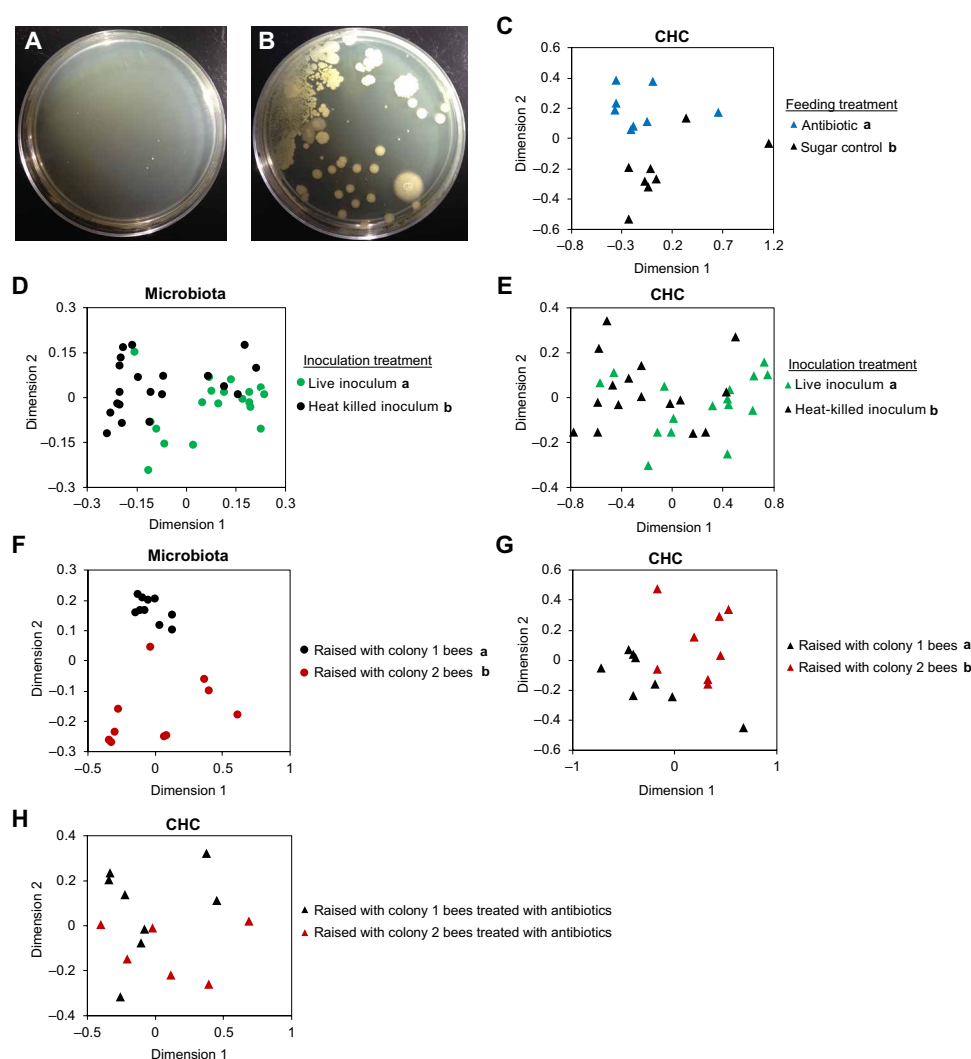 A
B
C
CHC
Dimension 2
0.6
0.4
0.2
0
–0.2
–0.4
–0.6
–0.8
–0.3
0.2
0.7
1.2
Dimension 1
Feeding treatment
Antibiotic a
Sugar control b
D
Microbiota
Dimension 2
0.3
0.15
0
–0.15
–0.3
–0.3
–0.15
0
0.15
0.3
Dimension 1
Inoculation treatment
Live inoculum a
Heat killed inoculum b
E
CHC
Dimension 2
0.4
0.2
0
–0.2
–0.4
–0.8
–0.4
0
0.4
0.8
Dimension 1
Inoculation treatment
Live inoculum a
Heat-killed inoculum b
F
Microbiota
Dimension 2
0.3
0.2
0.1
0
–0.1
–0.2
–0.3
–0.5
0
0.5
1
Dimension 1
Raised with colony 1 bees a
Raised with colony 2 bees b
G
CHC
Dimension 2
0.6
0.4
0.2
0
–0.2
–0.4
–0.6
–1
0
1
Dimension 1
Raised with colony 1 bees a
Raised with colony 2 bees b
H
CHC
Dimension 2
0.4
0.2
0
–0.2
–0.4
–0.5
0
0.5
1
Dimension 1
Raised with colony 1 bees treated with antibiotics
Raised with colony 2 bees treated with antibiotics